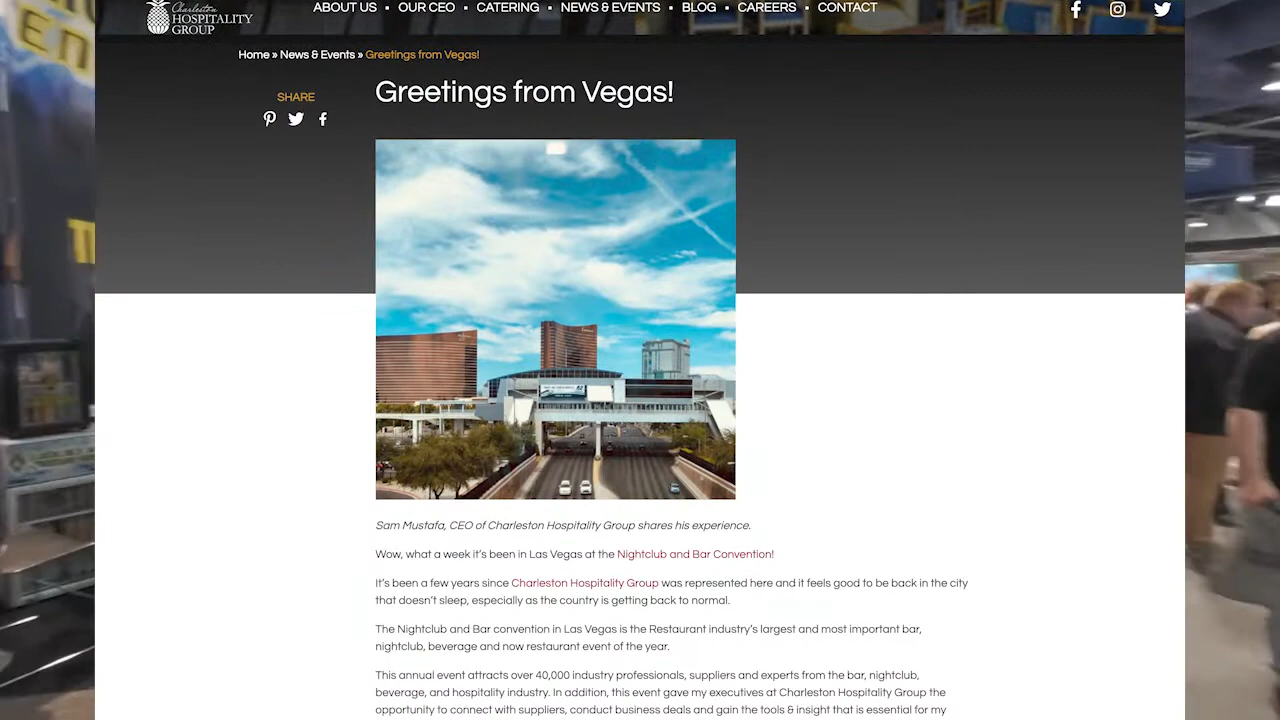 Charleston
HOSPITALITY
GROUP
ABOUT US ▪ OUR CEO ▪ CATERING ▪ NEWS & EVENTS ▪ BLOG ▪ CAREERS ▪ CONTACT
Home » News & Events » Greetings from Vegas!
SHARE
Greetings from Vegas!
Sam Mustafa, CEO of Charleston Hospitality Group shares his experience.
Wow, what a week it's been in Las Vegas at the Nightclub and Bar Convention!
It's been a few years since Charleston Hospitality Group was represented here and it feels good to be back in the city
that doesn't sleep, especially as the country is getting back to normal.
The Nightclub and Bar convention in Las Vegas is the Restaurant industry's largest and most important bar,
nightclub, beverage and now restaurant event of the year.
This annual event attracts over 40,000 industry professionals, suppliers and experts from the bar, nightclub,
beverage, and hospitality industry. In addition, this event gave my executives at Charleston Hospitality Group the
opportunity to connect with suppliers, conduct business deals and gain the tools & insight that is essential for my